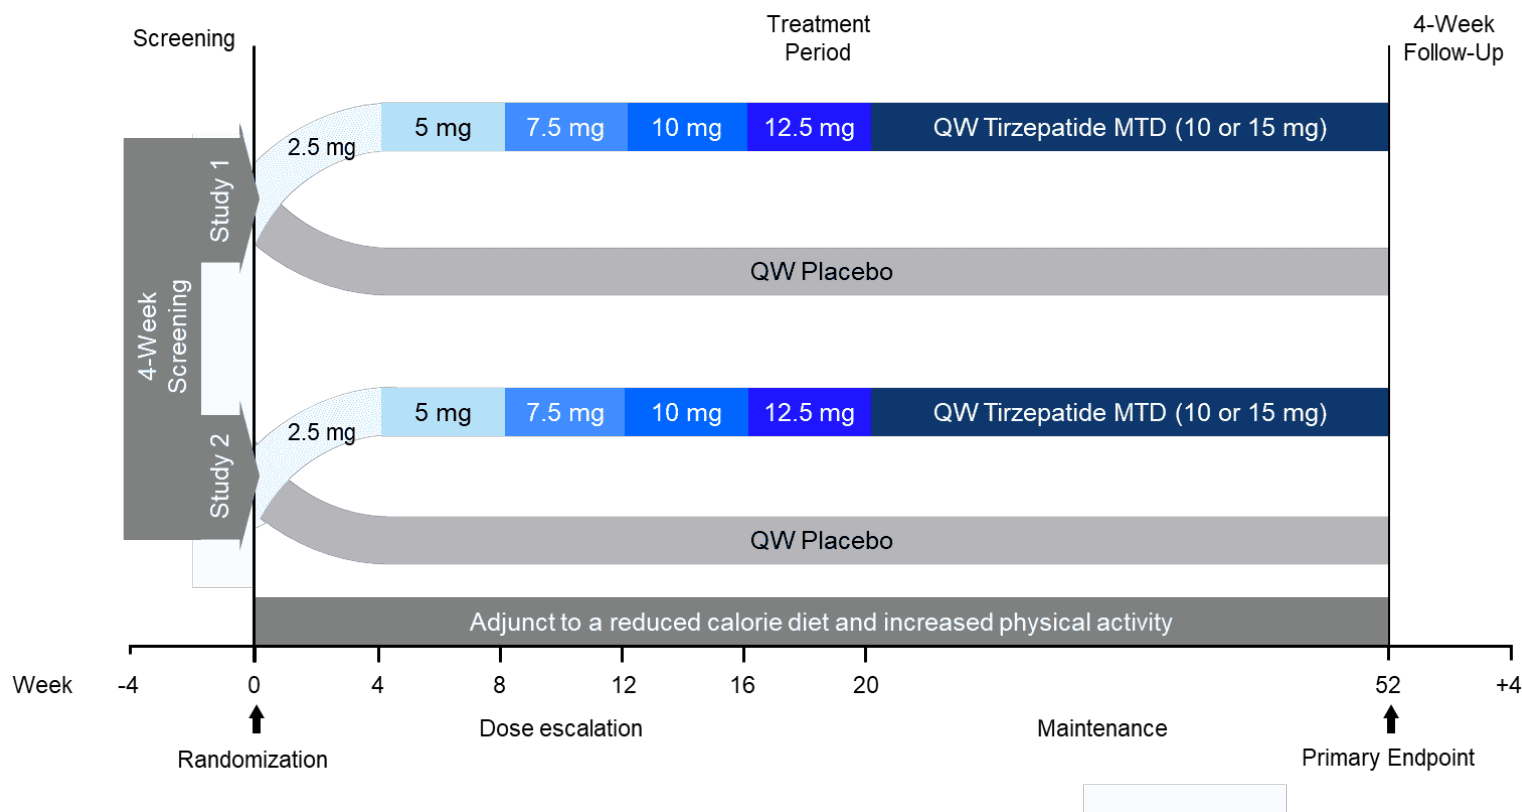 Screening
Treatment
Period
4-Week
Follow-Up
4-Week
Screening
Study 1
2.5 mg
5 mg
7.5 mg
10 mg
12.5 mg
QW Tirzepatide MTD (10 or 15 mg)
QW Placebo
Study 2
2.5 mg
5 mg
7.5 mg
10 mg
12.5 mg
QW Tirzepatide MTD (10 or 15 mg)
QW Placebo
Adjunct to a reduced calorie diet and increased physical activity
Week -4 0 4 8 12 16 20 52 +4
Dose escalation
Maintenance
Randomization
Primary Endpoint